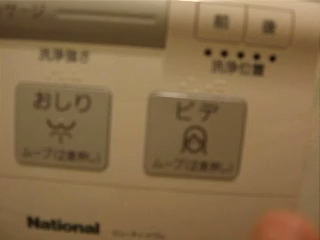 前 後
洗浄強さ
洗浄位置
おしり
ビデ
ムーブ(2度押し)
ムーブ(2度押し)
National